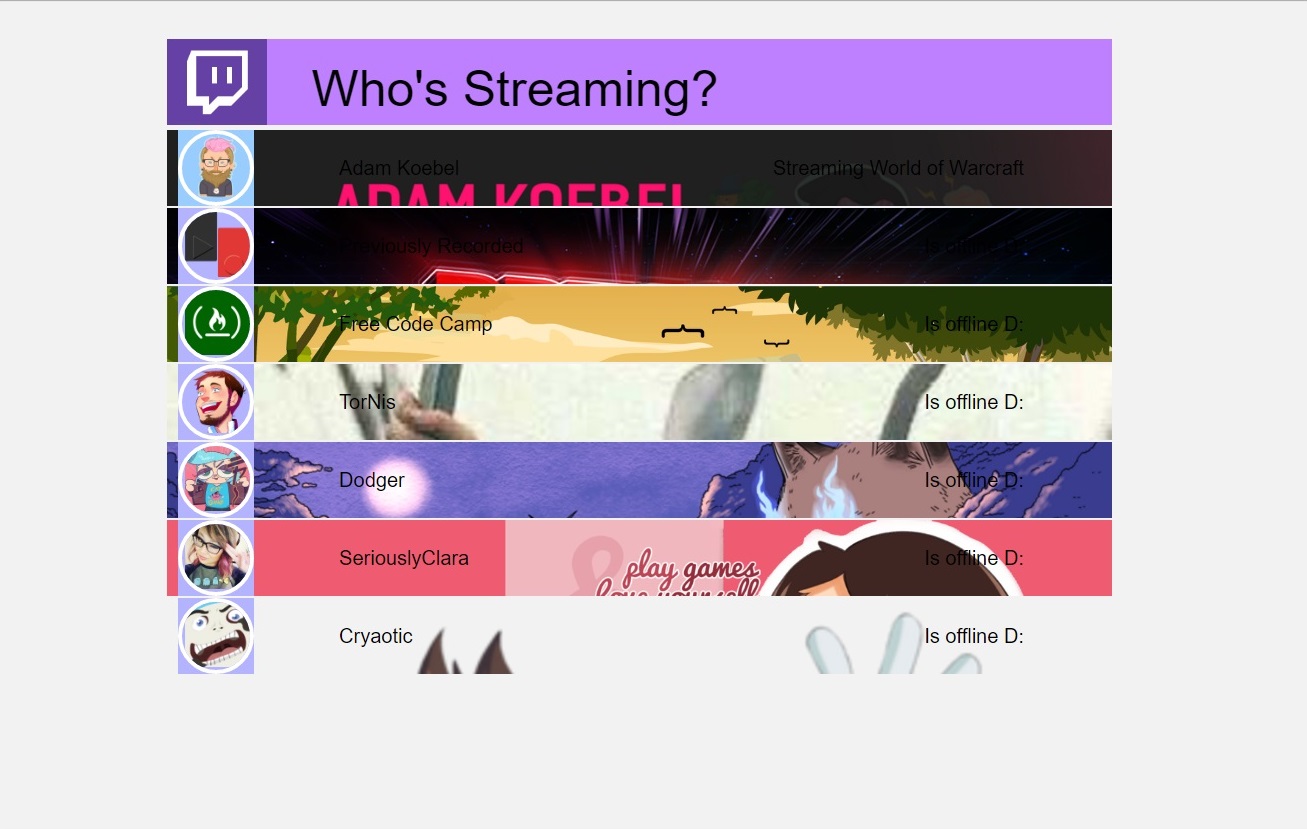 Who's Streaming?
Adam Koebel
Streaming World of Warcraft
ADAM KOEBEL
Previously Recorded
Is offline D:
Free Code Camp
Is offline D:
TorNis
Is offline D:
Dodger
Is offline D:
SeriouslyClara
Is offline D:
play games
love yourself
Cryaotic
Is offline D: